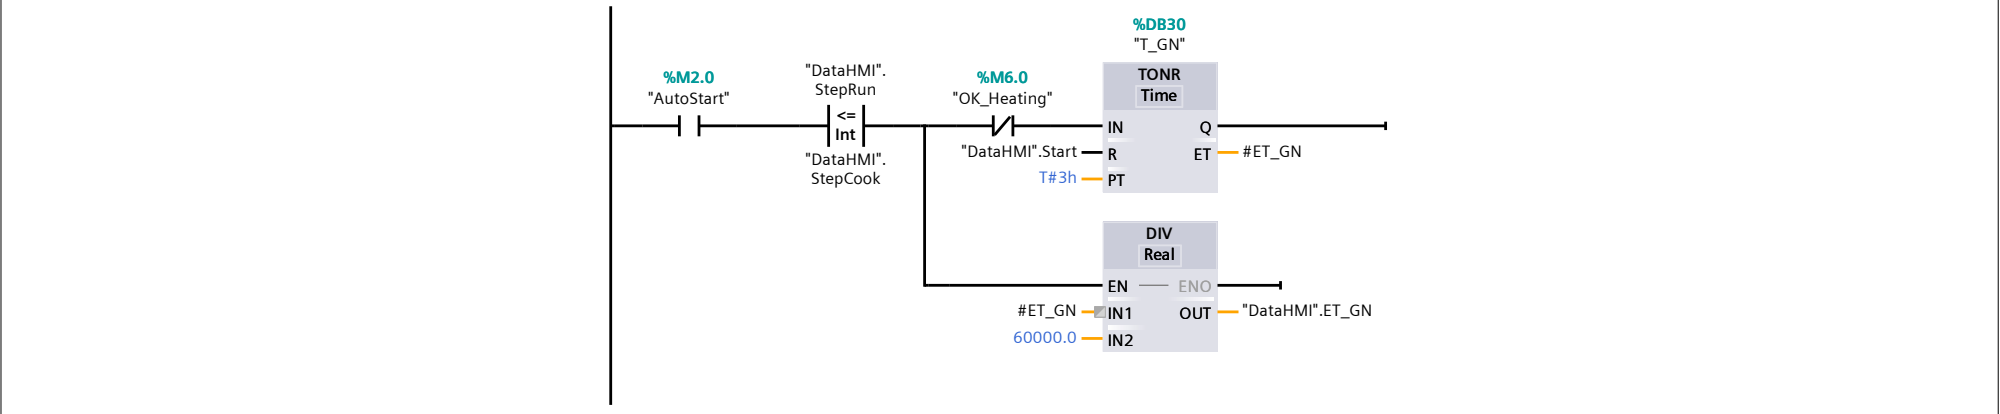 %DB30
"T_GN"
%M2.0
"AutoStart"
"DataHMI".
StepRun
<=
Int
"DataHMI".
StepCook
%M6.0
"OK_Heating"
TONR
Time
IN
Q
"DataHMI".Start
R
ET
#ET_GN
T#3h
PT
DIV
Real
EN
ENO
#ET_GN
IN1
OUT
"DataHMI".ET_GN
60000.0
IN2